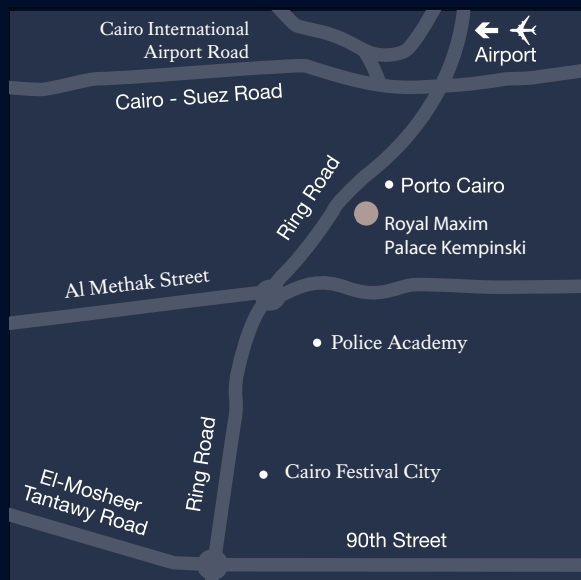 Cairo International
Airport Road
Airport
Cairo - Suez Road
Ring Road
Porto Cairo
Royal Maxim
Palace Kempinski
Al Methak Street
Police Academy
Ring Road
Cairo Festival City
El-Mosheer
Tantawy Road
90th Street